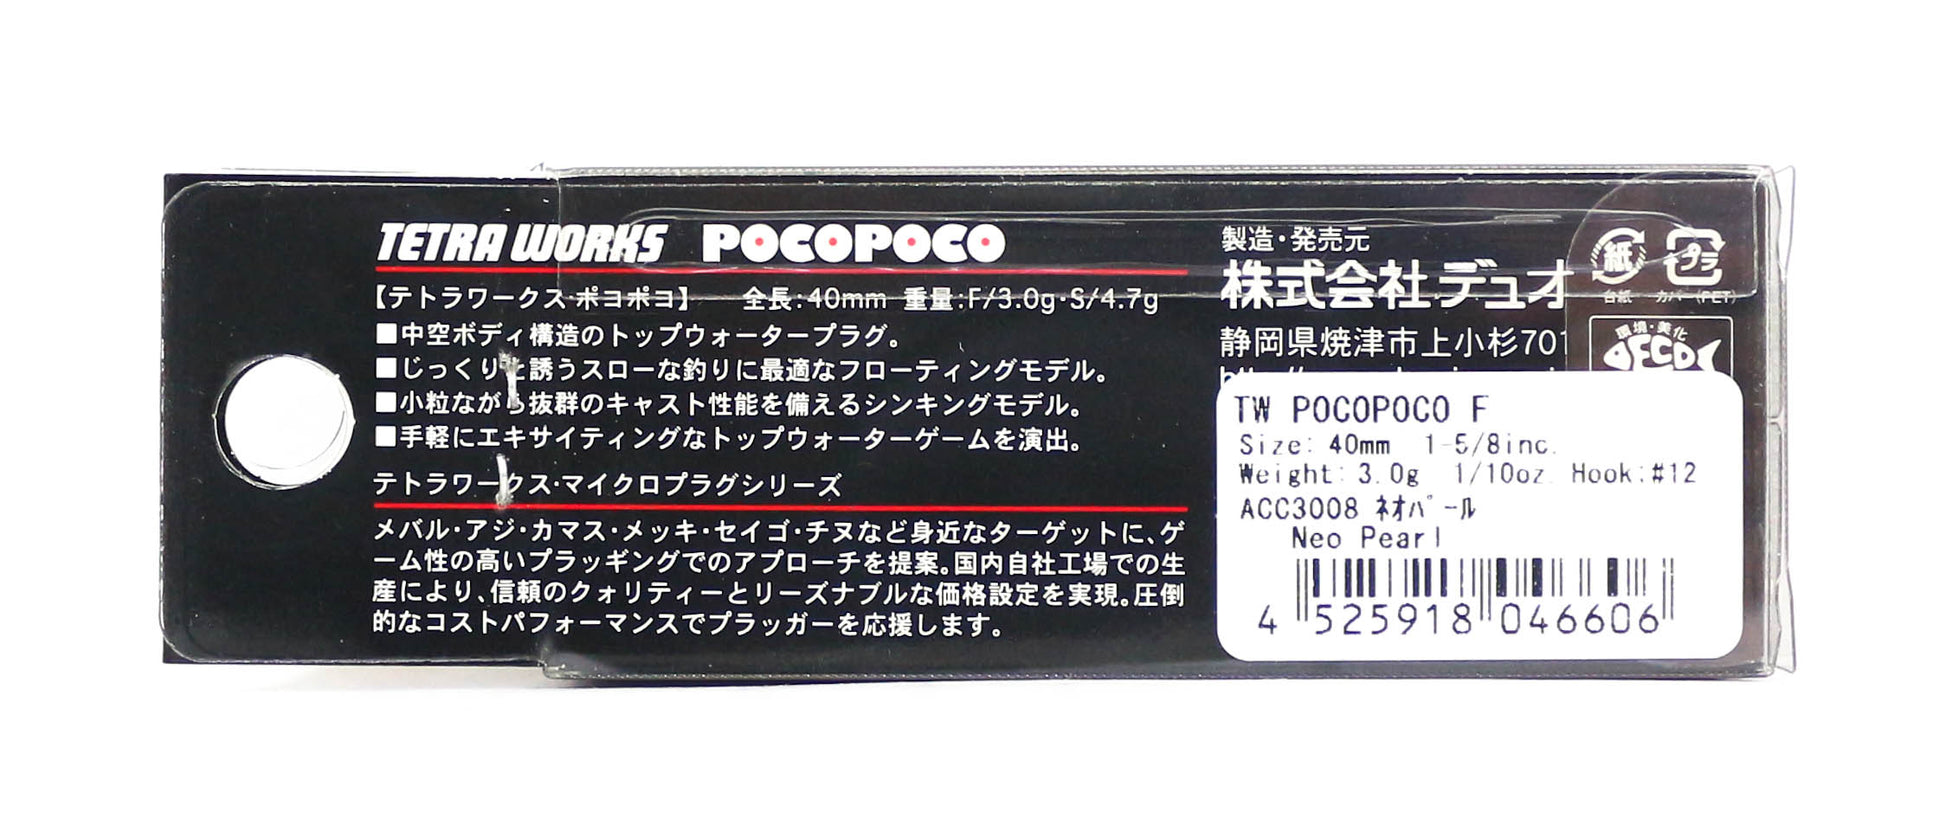 TETRA WORKS POCOPOCO
【テトラワークス・ポヨポヨ】 全長:40mm 重量:F/3.0g・S/4.7g
■中空ボディ構造のトップウォータープラグ。
■じっくりと誘うスローな釣りに最適なフローティングモデル。
■小粒ながら抜群のキャスト性能を備えるシンキングモデル。
■手軽にエキサイティングなトップウォーターゲームを演出。
テトラワークス・マイクロプラグシリーズ
メバル・アジ・カマス・メッキ・セイゴ・チヌなど身近なターゲットに、ゲ
ーム性の高いプラッギングでのアプローチを提案。国内自社工場での生
産により、信頼のクォリティーとリーズナブルな価格設定を実現。圧倒
的なコストパフォーマンスでプラッガーを応援します。
製造・発売元
株式会社デュオ
静岡県焼津市上小杉701
紙 プラ
台紙 カバー(PET)
環境・美化
TW POCOPOCO F
Size: 40mm 1-5/8inc.
Weight: 3.0g 1/10oz. Hook:#12
ACC3008 ﾈｵﾊﾟｰﾙ
Neo Pearl
4 525918 046606